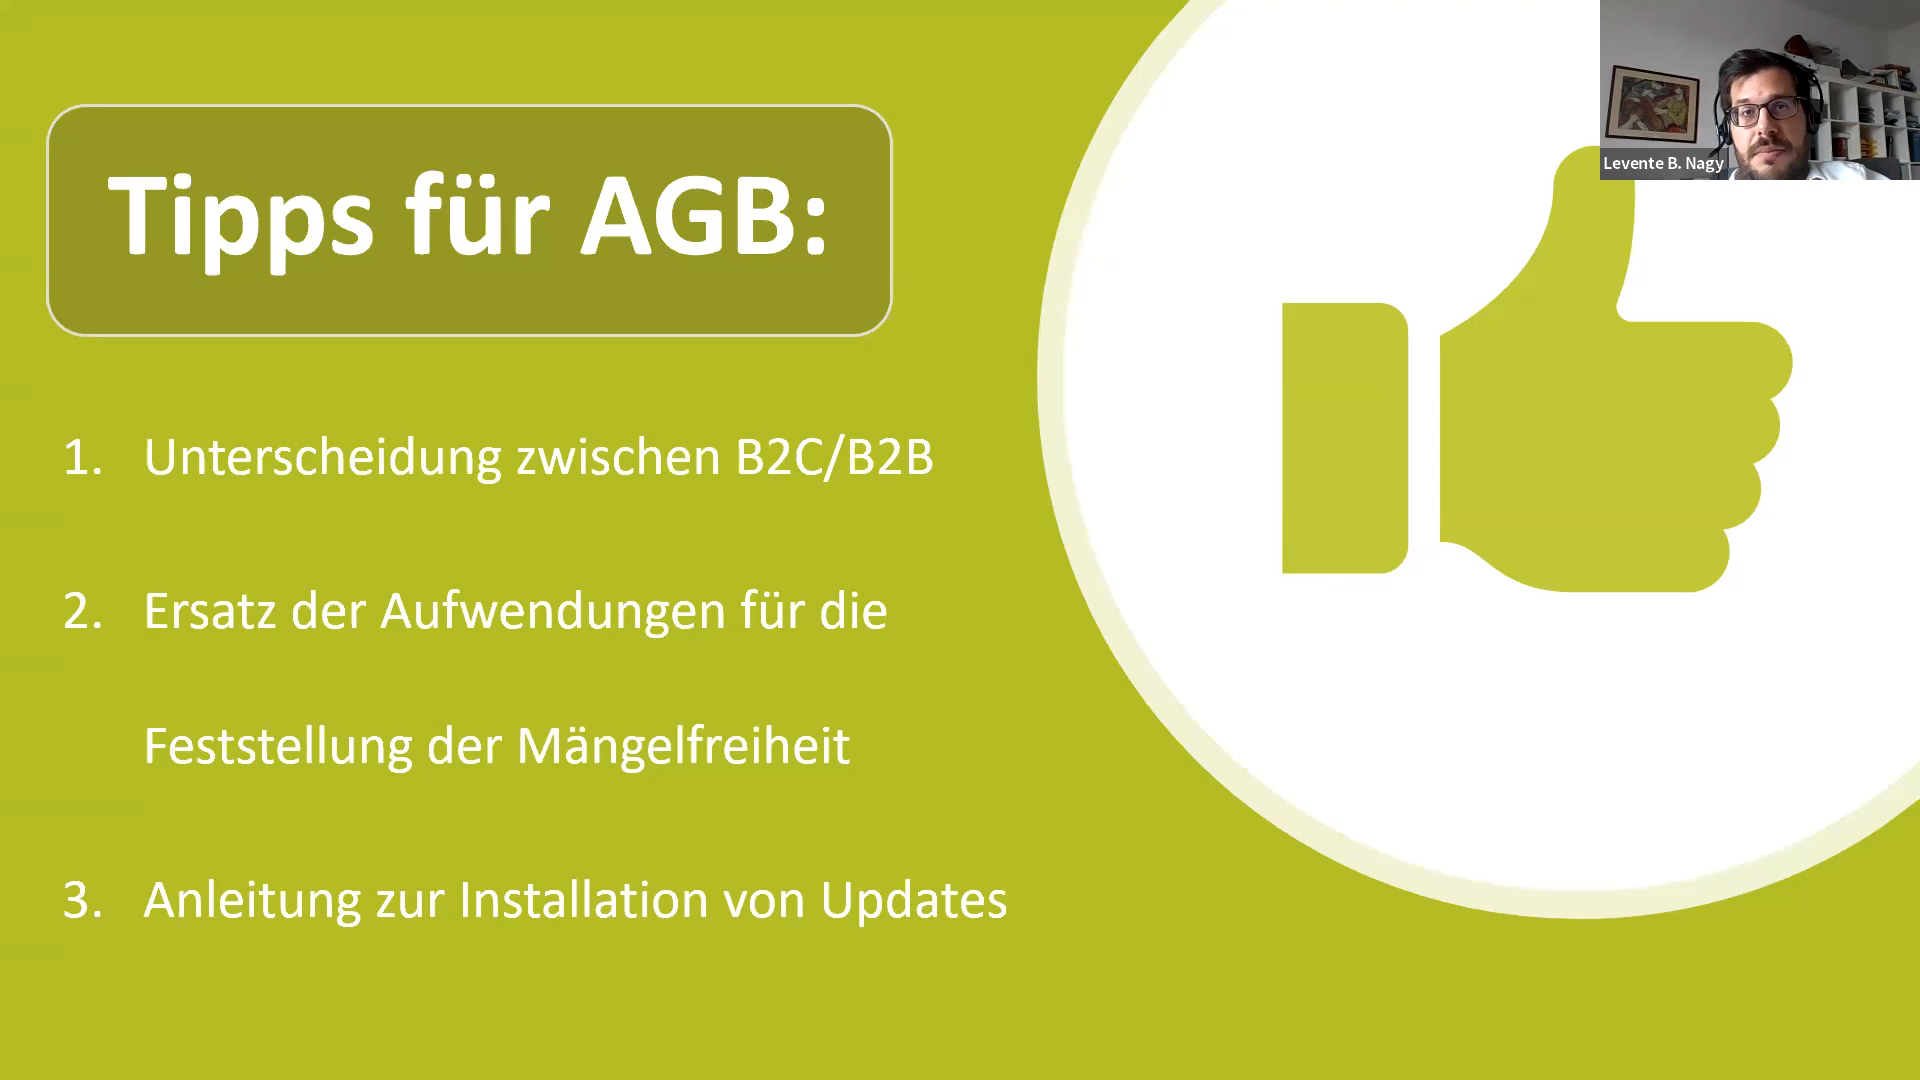 Tipps für AGB:
Levente B. Nagy
1. Unterscheidung zwischen B2C/B2B
2. Ersatz der Aufwendungen für die
Feststellung der Mängelfreiheit
3. Anleitung zur Installation von Updates